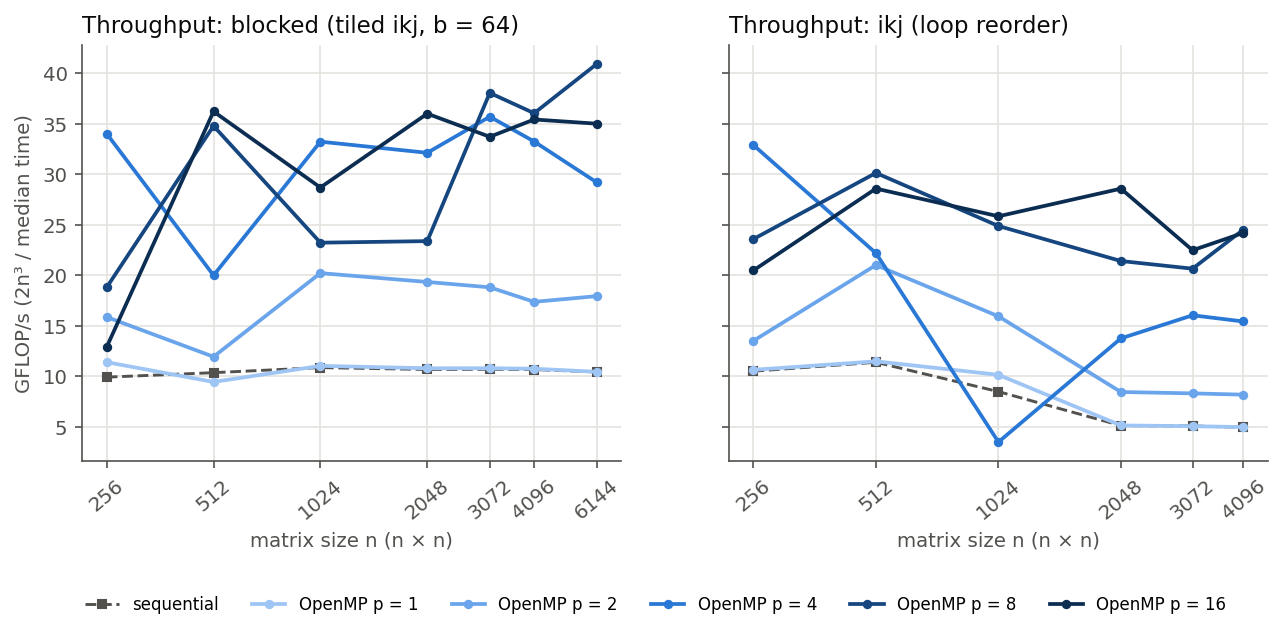 Throughput: blocked (tiled ikj, b = 64)
Throughput: ikj (loop reorder)
GFLOP/s (2n³ / median time)
40
35
30
25
20
15
10
5
256
512
1024
2048
3072
4096
6144
256
512
1024
2048
3072
4096
matrix size n (n × n)
matrix size n (n × n)
sequential
OpenMP p = 1
OpenMP p = 2
OpenMP p = 4
OpenMP p = 8
OpenMP p = 16